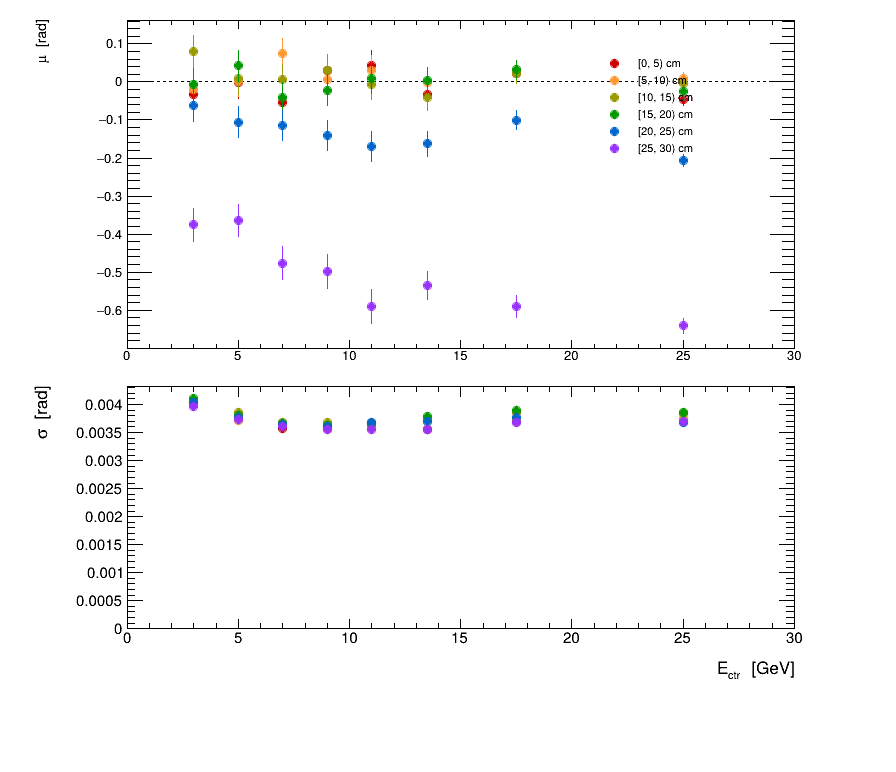 μ [rad]
0.1
0
−0.1
−0.2
−0.3
−0.4
−0.5
−0.6
[0, 5) cm
[5, 10) cm
[10, 15) cm
[15, 20) cm
[20, 25) cm
[25, 30) cm
0 5 10 15 20 25 30
σ [rad]
0.004
0.0035
0.003
0.0025
0.002
0.0015
0.001
0.0005
0
0 5 10 15 20 25 30
E_ctr [GeV]